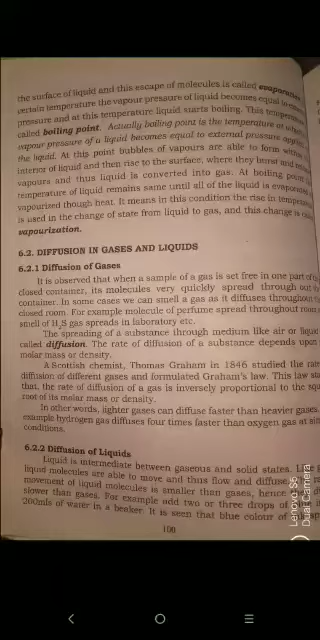 the surface of liquid and this escape of molecules is called evaporation
certain temperature the vapour pressure of liquid becomes equal to
pressure and at this temperature liquid starts boiling. This temperature
called boiling point. Actually boiling point is the temperature at which
vapour pressure of a liquid becomes equal to external pressure
the liquid. At this point bubbles of vapours are able to form within
interior of liquid and then rise to the surface, where they burst and
vapours and thus liquid is converted into gas. At boiling point
temperature of liquid remains same until all of the liquid is
vapourized though heat. It means in this condition the rise in
is used in the change of state from liquid to gas, and this change is
vapourization.
6.2. DIFFUSION IN GASES AND LIQUIDS
6.2.1 Diffusion of Gases
It is observed that when a sample of a gas is set free in one part of
closed container, its molecules very quickly spread through out
container. In some cases we can smell a gas as it diffuses throughout
closed room. For example molecule of perfume spread throughout room
smell of H₂S gas spreads in laboratory etc.
The spreading of a substance through medium like air or
called diffusion. The rate of diffusion of a substance depends upon
molar mass or density.
A Scottish chemist, Thomas Graham in 1846 studied the rate
diffusion of different gases and formulated Graham's law. This law
that, the rate of diffusion of a gas is inversely proportional to the
root of its molar mass or density.
In other words, lighter gases can diffuse faster than heavier gases.
example hydrogen gas diffuses four times faster than oxygen gas at
conditions.
6.2.2 Diffusion of Liquids
Liquid is intermediate between gaseous and solid states.
liquid molecules are able to move and thus flow and diffuse.
movement of liquid molecules is smaller than gases, hence
slower than gases. For example add two or three drops of
200mls of water in a beaker. It is seen that blue colour of
100
Lenovo S5
Dual Camera